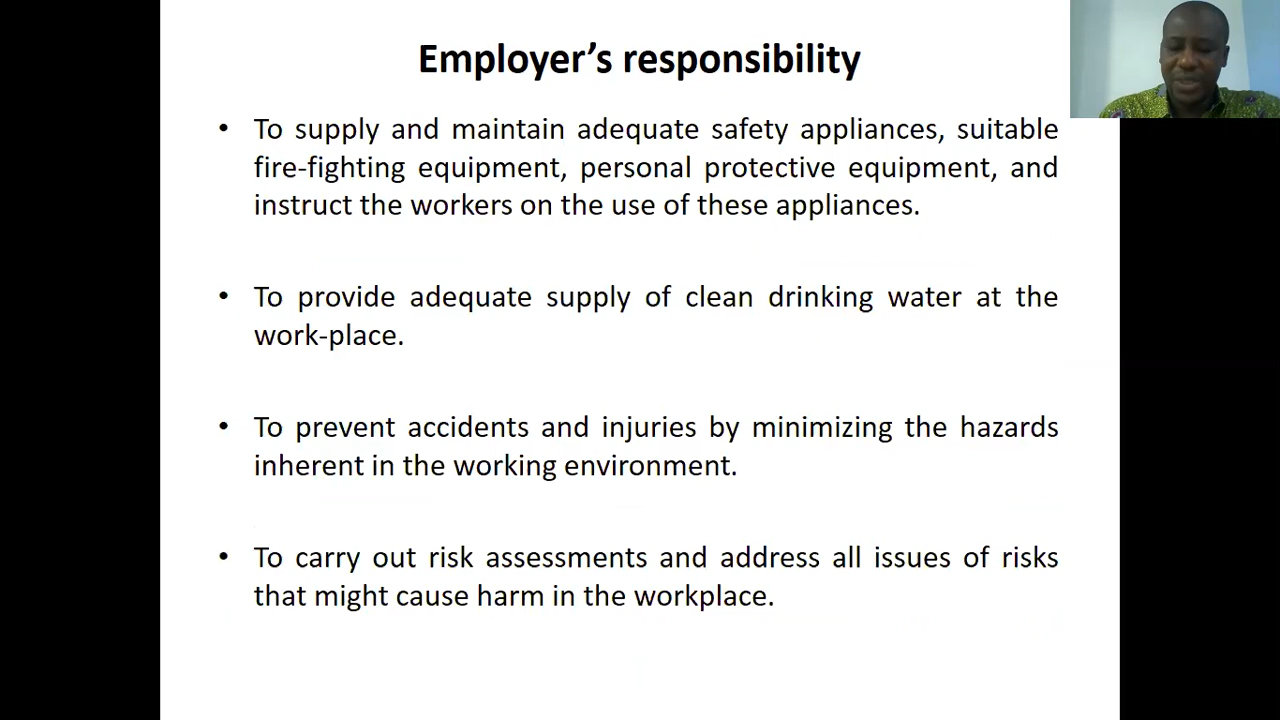 Employer's responsibility
• To supply and maintain adequate safety appliances, suitable
fire-fighting equipment, personal protective equipment, and
instruct the workers on the use of these appliances.
• To provide adequate supply of clean drinking water at the
work-place.
• To prevent accidents and injuries by minimizing the hazards
inherent in the working environment.
• To carry out risk assessments and address all issues of risks
that might cause harm in the workplace.